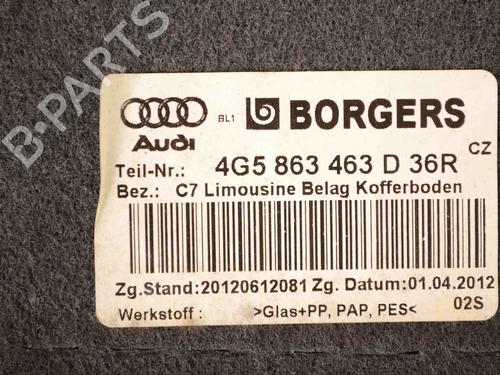 B-PARTS
Audi
BL1
BORGERS
CZ
Teil-Nr.: 4G5 863 463 D 36R
Bez.: C7 Limousine Belag Kofferboden
Zg.Stand:20120612081 Zg. Datum:01.04.2012
Werkstoff : >Glas+PP, PAP, PES< 02S